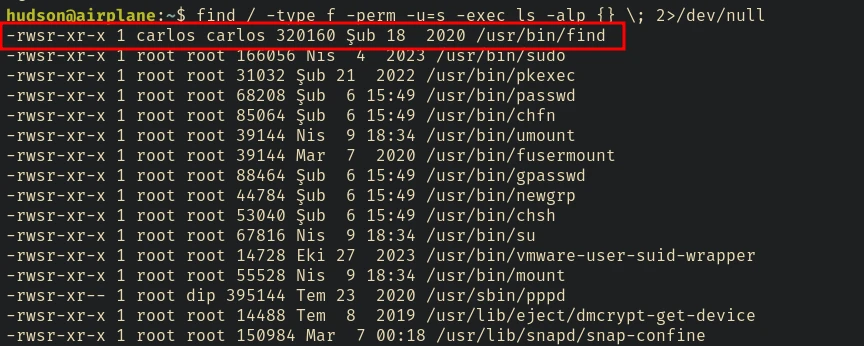 hudson@airplane:~$ find / -type f -perm -u=s -exec ls -alp {} \; 2>/dev/null
-rwsr-xr-x 1 carlos carlos 320160 Şub 18  2020 /usr/bin/find
-rwsr-xr-x 1 root root 166056 Nis  4  2023 /usr/bin/sudo
-rwsr-xr-x 1 root root 31032 Şub 21  2022 /usr/bin/pkexec
-rwsr-xr-x 1 root root 68208 Şub  6 15:49 /usr/bin/passwd
-rwsr-xr-x 1 root root 85064 Şub  6 15:49 /usr/bin/chfn
-rwsr-xr-x 1 root root 39144 Nis  9 18:34 /usr/bin/umount
-rwsr-xr-x 1 root root 39144 Mar  7  2020 /usr/bin/fusermount
-rwsr-xr-x 1 root root 88464 Şub  6 15:49 /usr/bin/gpasswd
-rwsr-xr-x 1 root root 44784 Şub  6 15:49 /usr/bin/newgrp
-rwsr-xr-x 1 root root 53040 Şub  6 15:49 /usr/bin/chsh
-rwsr-xr-x 1 root root 67816 Nis  9 18:34 /usr/bin/su
-rwsr-xr-x 1 root root 14728 Eki 27  2023 /usr/bin/vmware-user-suid-wrapper
-rwsr-xr-x 1 root root 55528 Nis  9 18:34 /usr/bin/mount
-rwsr-xr-- 1 root dip 395144 Tem 23  2020 /usr/sbin/pppd
-rwsr-xr-x 1 root root 14488 Tem  8  2019 /usr/lib/eject/dmcrypt-get-device
-rwsr-xr-x 1 root root 150984 Mar  7 00:18 /usr/lib/snapd/snap-confine